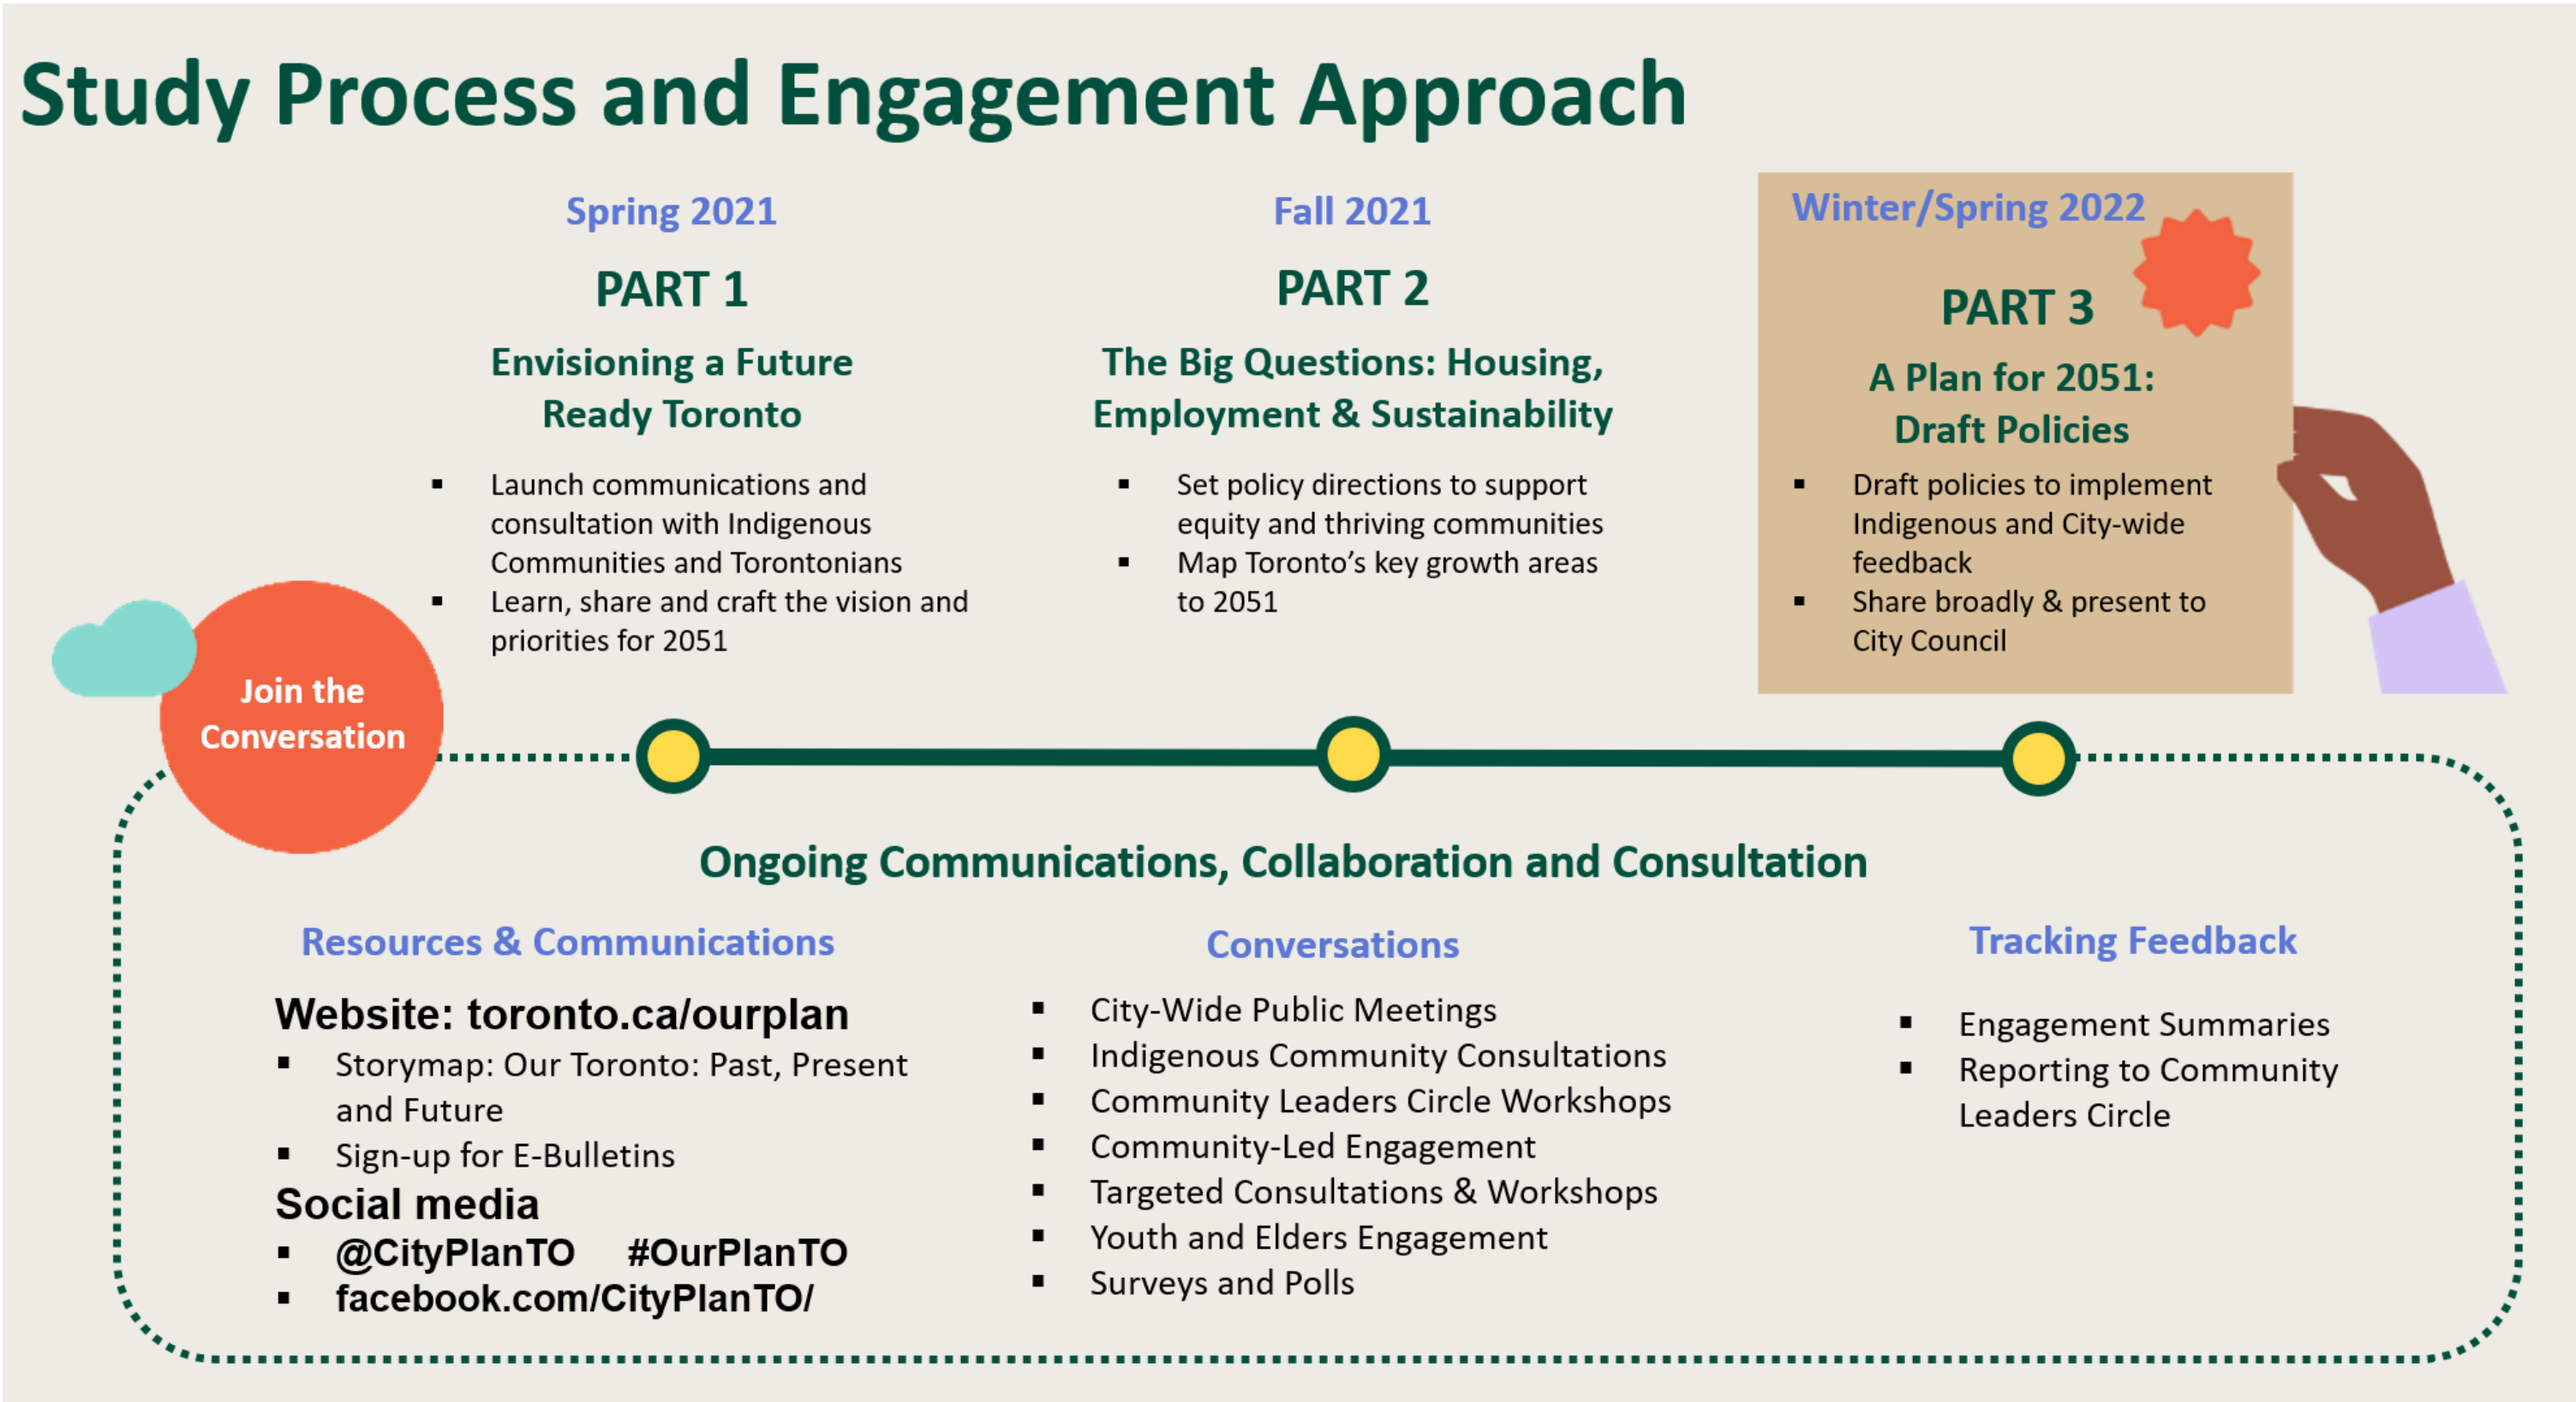 Study Process and Engagement Approach
Spring 2021
PART 1
Envisioning a Future
Ready Toronto
▪ Launch communications and
consultation with Indigenous
Communities and Torontonians
▪ Learn, share and craft the vision and
priorities for 2051
Fall 2021
PART 2
The Big Questions: Housing,
Employment & Sustainability
▪ Set policy directions to support
equity and thriving communities
▪ Map Toronto’s key growth areas
to 2051
Winter/Spring 2022
PART 3
A Plan for 2051:
Draft Policies
▪ Draft policies to implement
Indigenous and City-wide
feedback
▪ Share broadly & present to
City Council
Join the
Conversation
Ongoing Communications, Collaboration and Consultation
Resources & Communications
Website: toronto.ca/ourplan
▪ Storymap: Our Toronto: Past, Present
and Future
▪ Sign-up for E-Bulletins
Social media
▪ @CityPlanTO #OurPlanTO
▪ facebook.com/CityPlanTO/
Conversations
▪ City-Wide Public Meetings
▪ Indigenous Community Consultations
▪ Community Leaders Circle Workshops
▪ Community-Led Engagement
▪ Targeted Consultations & Workshops
▪ Youth and Elders Engagement
▪ Surveys and Polls
Tracking Feedback
▪ Engagement Summaries
▪ Reporting to Community
Leaders Circle